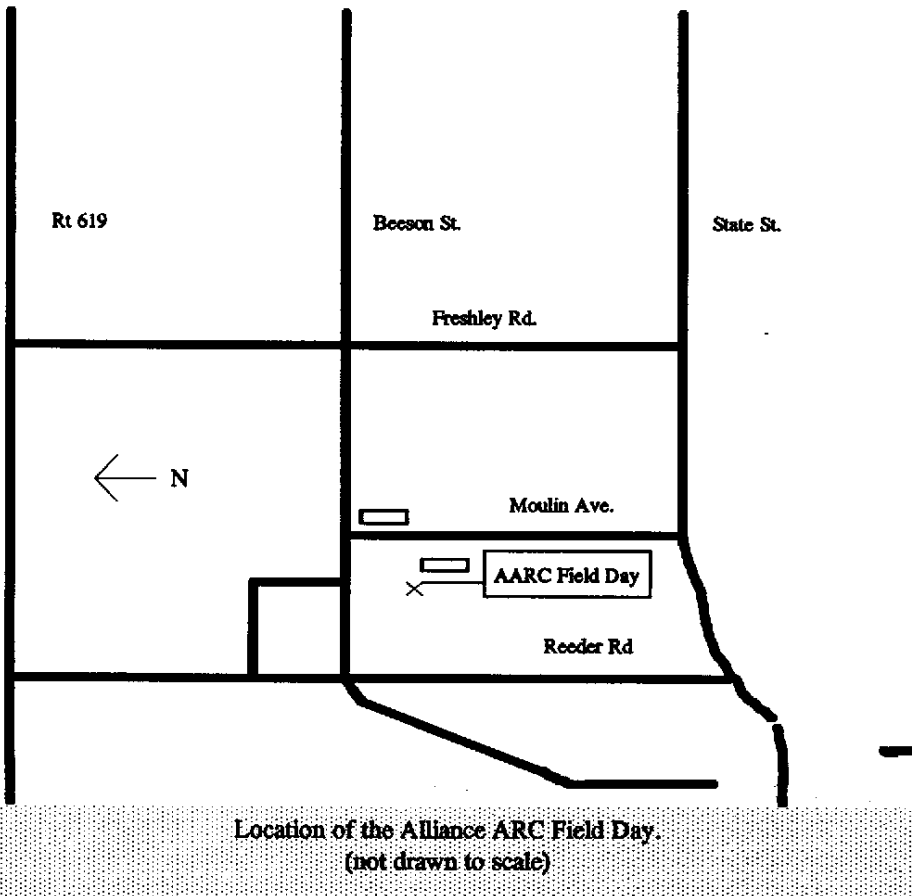 Rt 619
Beeson St.
State St.
Freshley Rd.
N
Moulin Ave.
AARC Field Day
Reeder Rd
Location of the Alliance ARC Field Day.
(not drawn to scale)